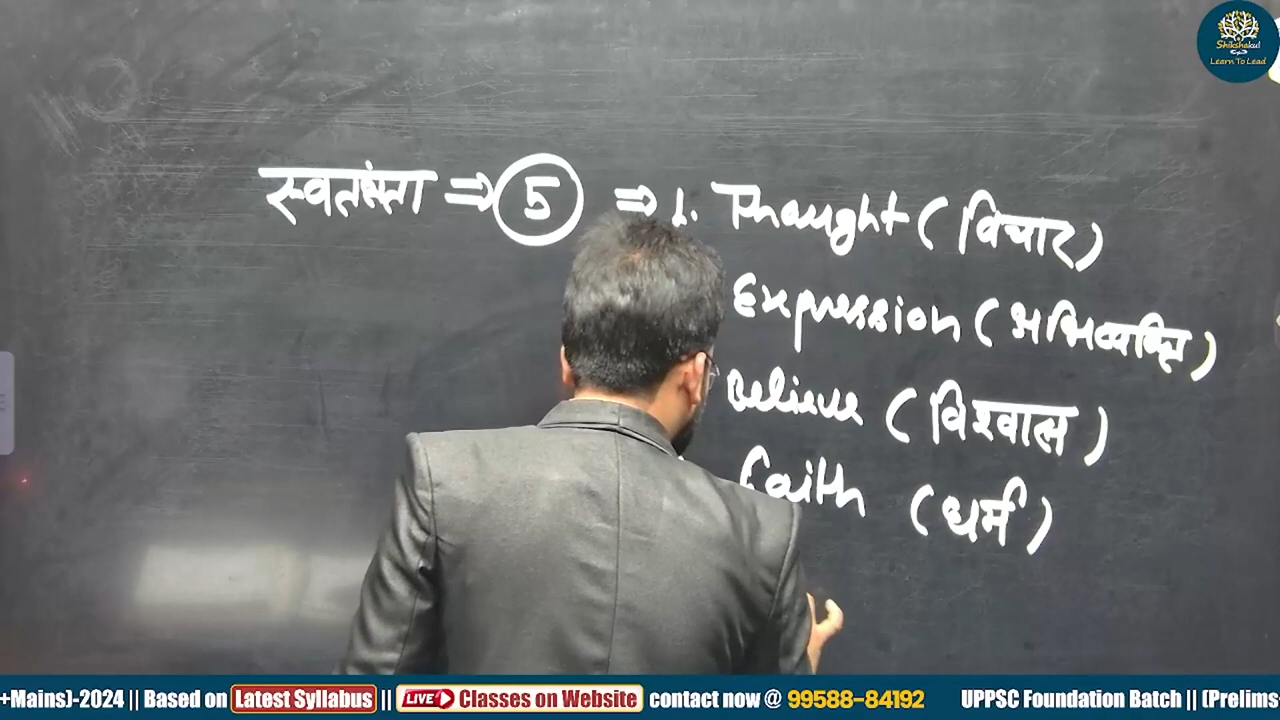 Shikshakul
Learn To Lead
स्वतंत्रता ⇒ 5 ⇒ 1. Thought (विचार)
Expression (अभिव्यक्ति)
Believe (विश्वास)
Faith (धर्म)
+Mains)-2024 || Based on Latest Syllabus || LIVE Classes on Website contact now @ 99588-84192 UPPSC Foundation Batch || (Prelims